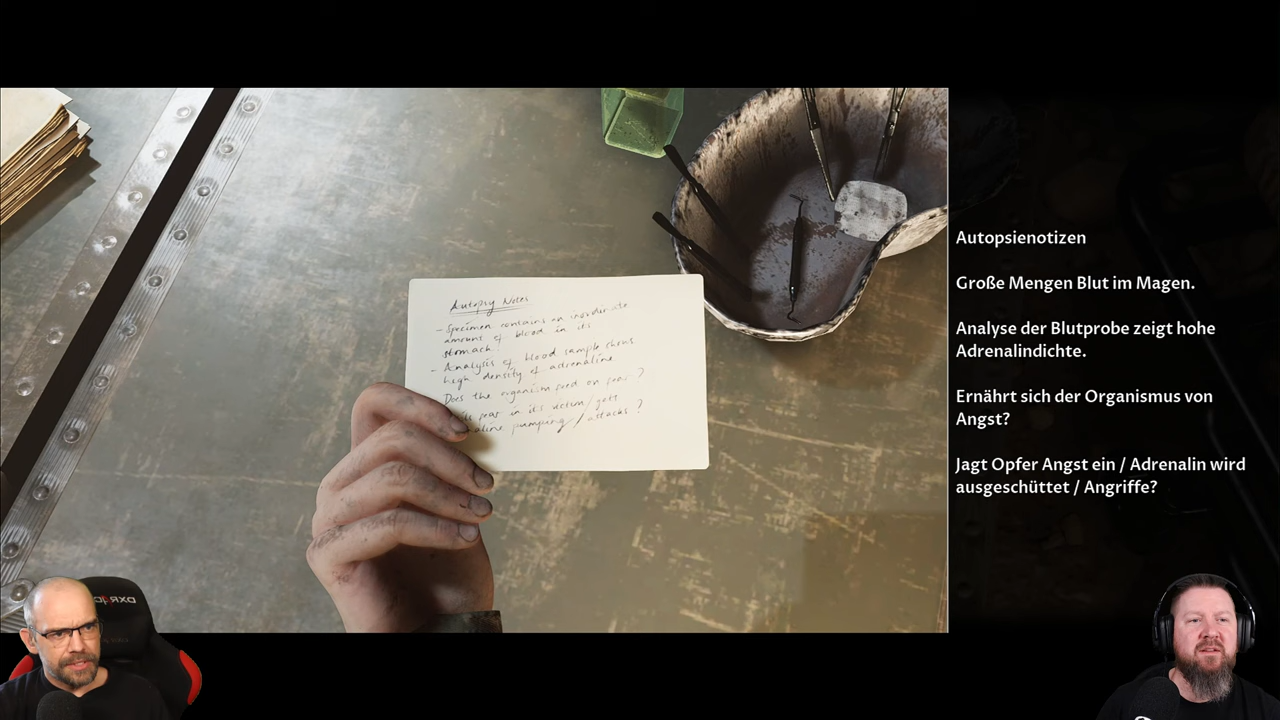 Autopsy Notes
- Specimen contains an inordinate
amount of blood in its
stomach.
- Analysis of blood sample shows
high density of adrenaline.
Does the organism feed on fear?
fear in its victim/gets
pumping / attacks?
Autopsienotizen
Große Mengen Blut im Magen.
Analyse der Blutprobe zeigt hohe
Adrenalindichte.
Ernährt sich der Organismus von
Angst?
Jagt Opfer Angst ein / Adrenalin wird
ausgeschüttet / Angriffe?